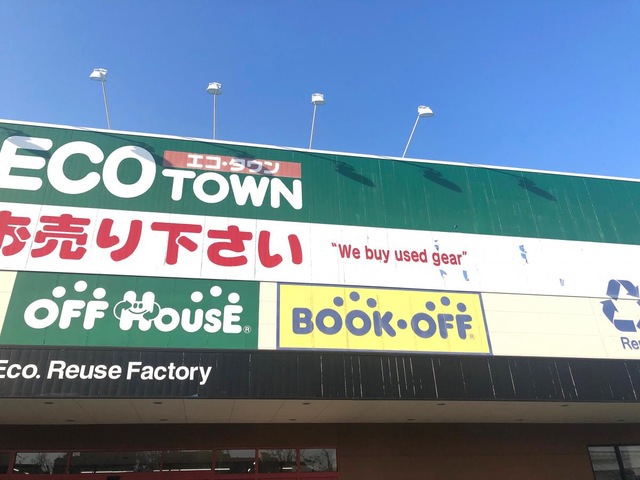 ECO
エコ・タウン
TOWN
お売り下さい
"We buy used gear"
OFF HOUSE®
BOOK・OFF®
Eco. Reuse Factory